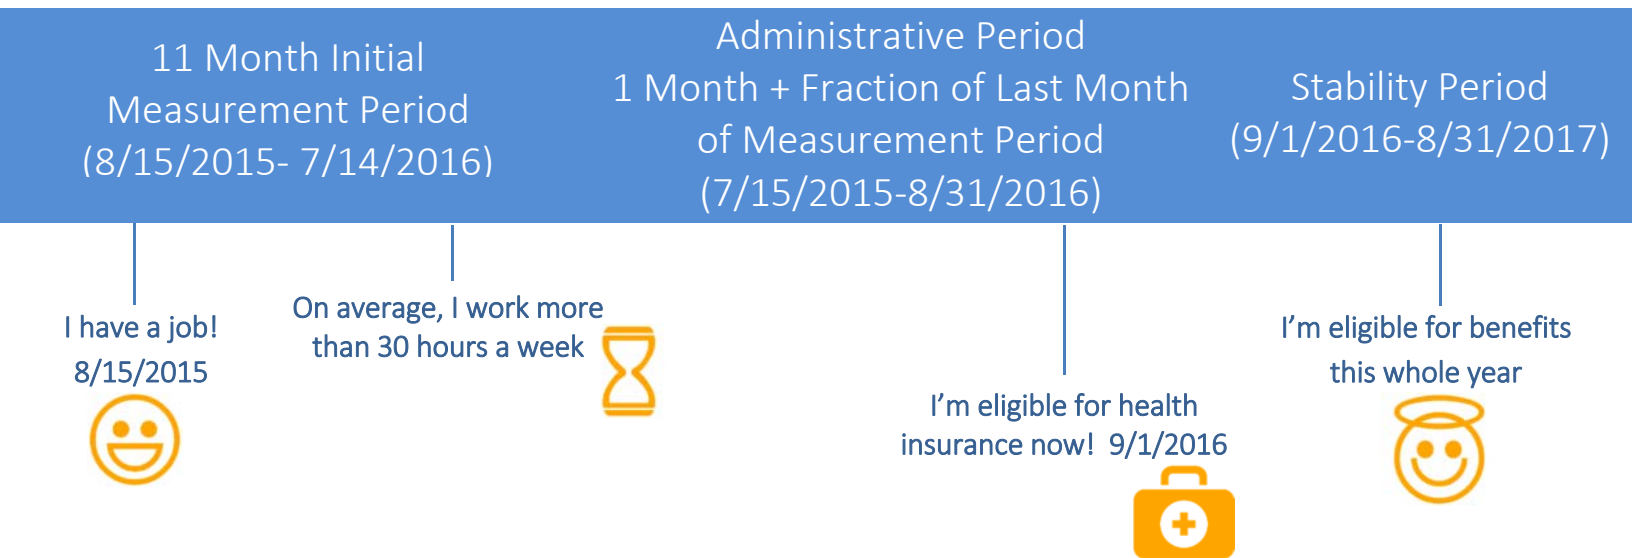 11 Month Initial
Measurement Period
(8/15/2015- 7/14/2016)
Administrative Period
1 Month + Fraction of Last Month
of Measurement Period
(7/15/2015-8/31/2016)
Stability Period
(9/1/2016-8/31/2017)
I have a job!
8/15/2015
On average, I work more
than 30 hours a week
I'm eligible for health
insurance now!  9/1/2016
I'm eligible for benefits
this whole year